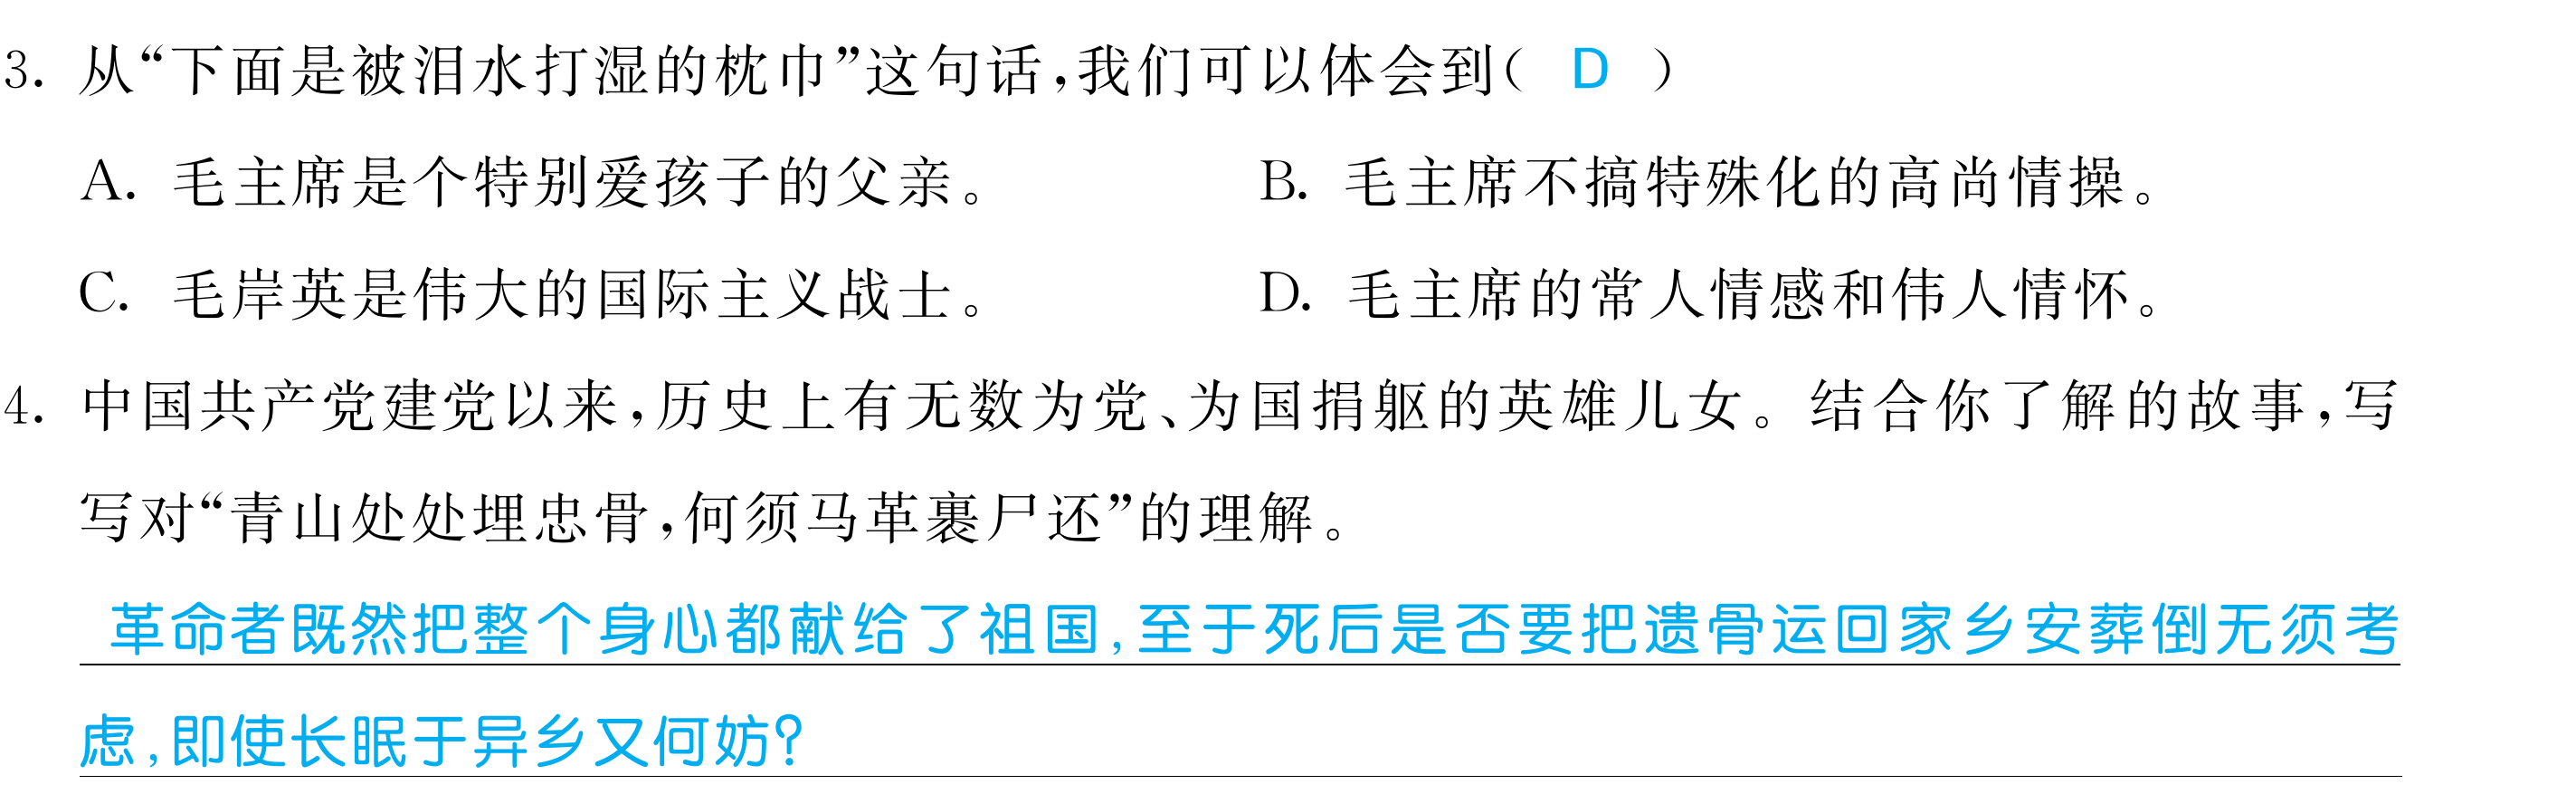 3. 从“下面是被泪水打湿的枕巾”这句话,我们可以体会到( D )
A. 毛主席是个特别爱孩子的父亲。 B. 毛主席不搞特殊化的高尚情操。
C. 毛岸英是伟大的国际主义战士。 D. 毛主席的常人情感和伟人情怀。
4. 中国共产党建党以来,历史上有无数为党、为国捐躯的英雄儿女。结合你了解的故事,写
写对“青山处处埋忠骨,何须马革裹尸还”的理解。
革命者既然把整个身心都献给了祖国,至于死后是否要把遗骨运回家乡安葬倒无须考
虑,即使长眠于异乡又何妨?